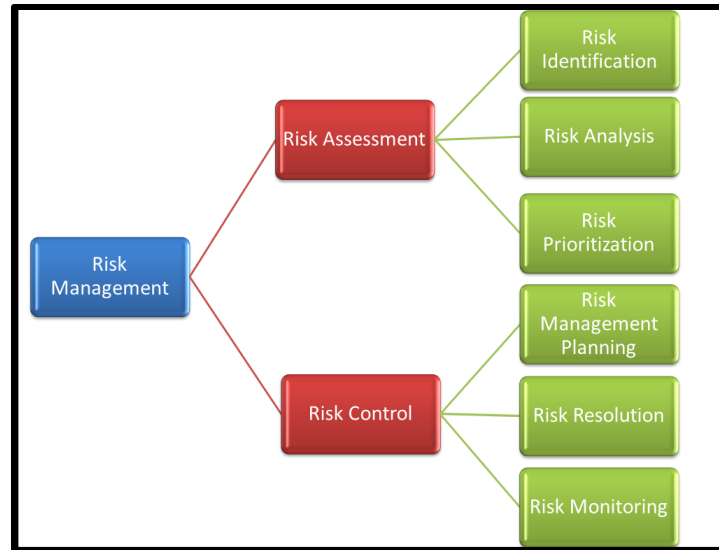 Risk
Management
Risk Assessment
Risk Control
Risk
Identification
Risk Analysis
Risk
Prioritization
Risk
Management
Planning
Risk Resolution
Risk Monitoring